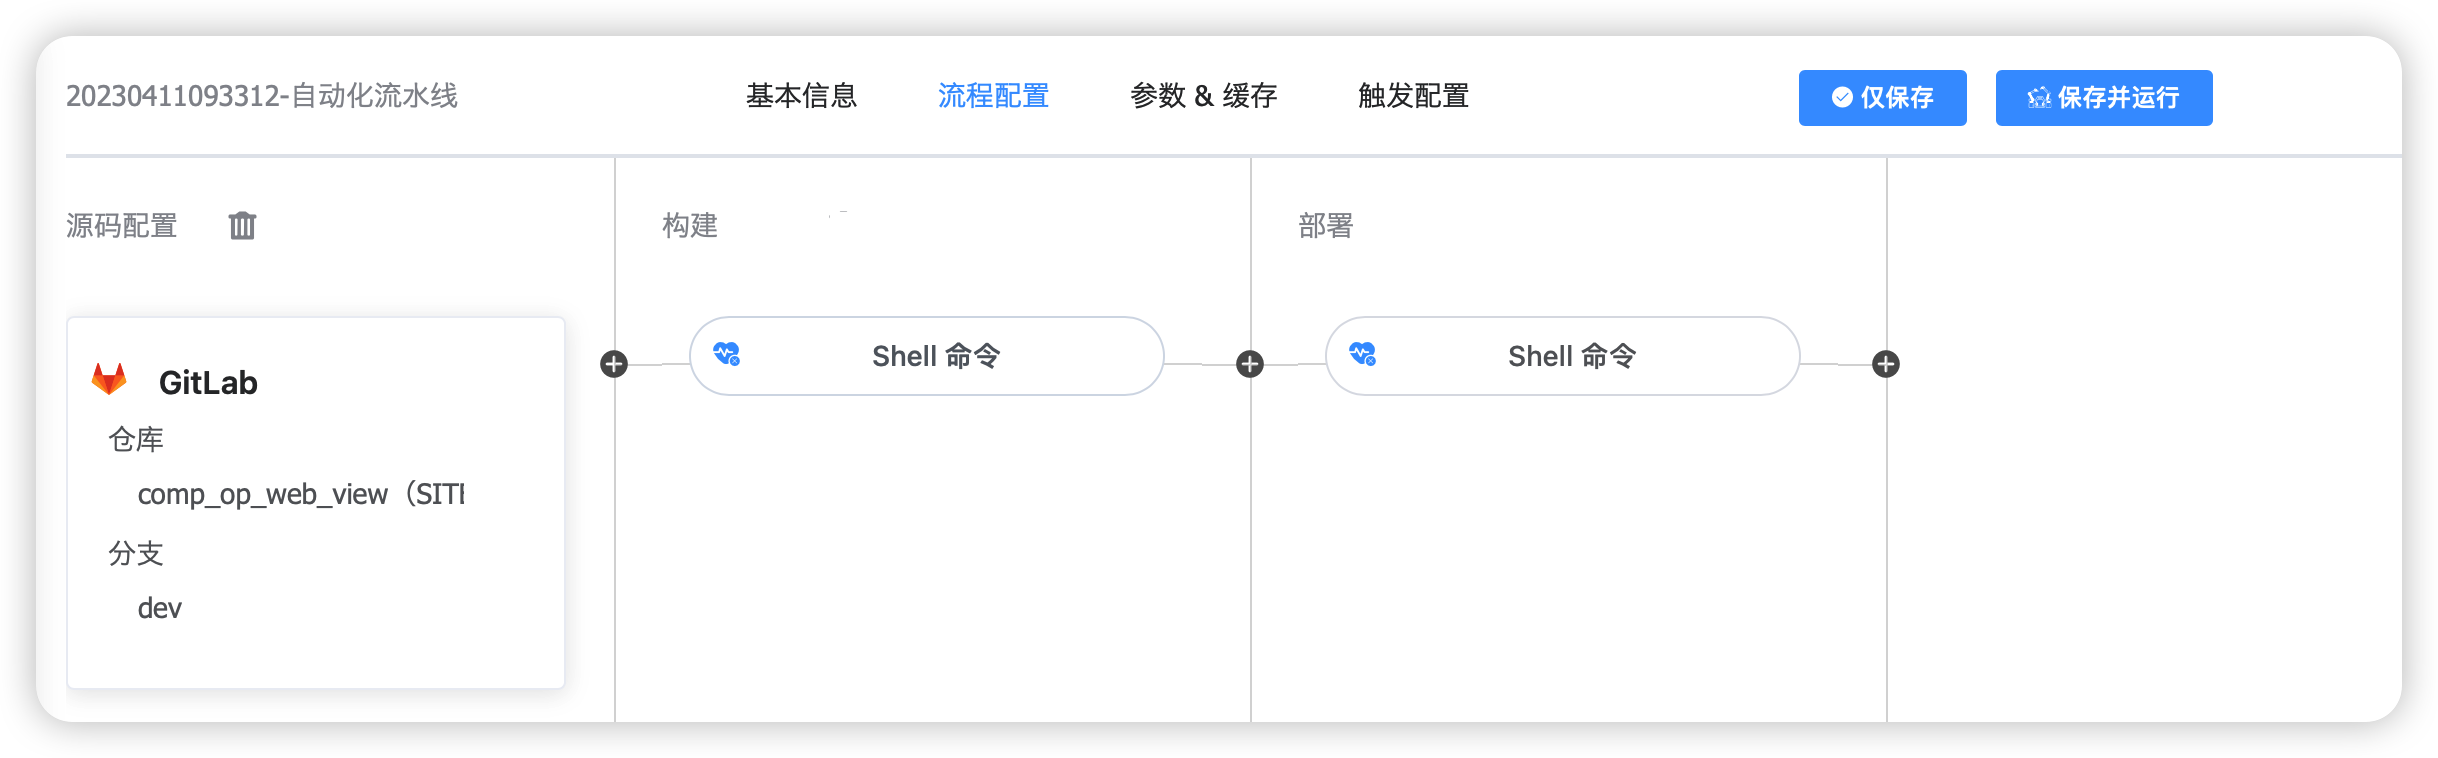 20230411093312-自动化流水线
基本信息
流程配置
参数 & 缓存
触发配置
仅保存
保存并运行
源码配置
构建
部署
GitLab
仓库
comp_op_web_view（SIT
分支
dev
Shell 命令
Shell 命令